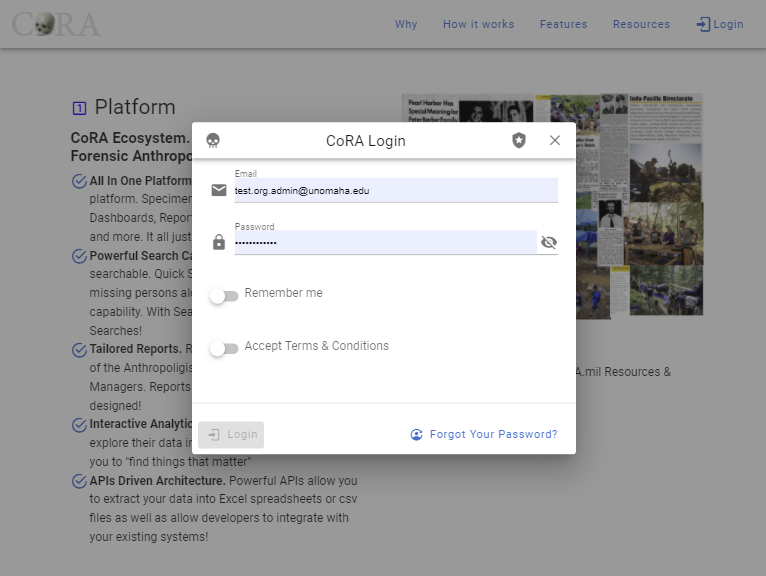 CoRA
Why How it works Features Resources Login
1 Platform
CoRA Ecosystem.
Forensic Anthropo
All In One Platform
platform. Specimen
Dashboards, Report
and more. It all just
Powerful Search Ca
searchable. Quick S
missing persons al
capability. With Sea
Searches!
Tailored Reports. R
of the Anthropoligis
Managers. Reports
designed!
Interactive Analytic
explore their data in
you to "find things that matter"
APIs Driven Architecture. Powerful APIs allow you
to extract your data into Excel spreadsheets or csv
files as well as allow developers to integrate with
your existing systems!
Pearl Harbor Has
Special Meaning for
Indo-Pacific Directorate
A.mil Resources &
CoRA Login
Email
test.org.admin@unomaha.edu
Password
••••••••••••
Remember me
Accept Terms & Conditions
Login
Forgot Your Password?